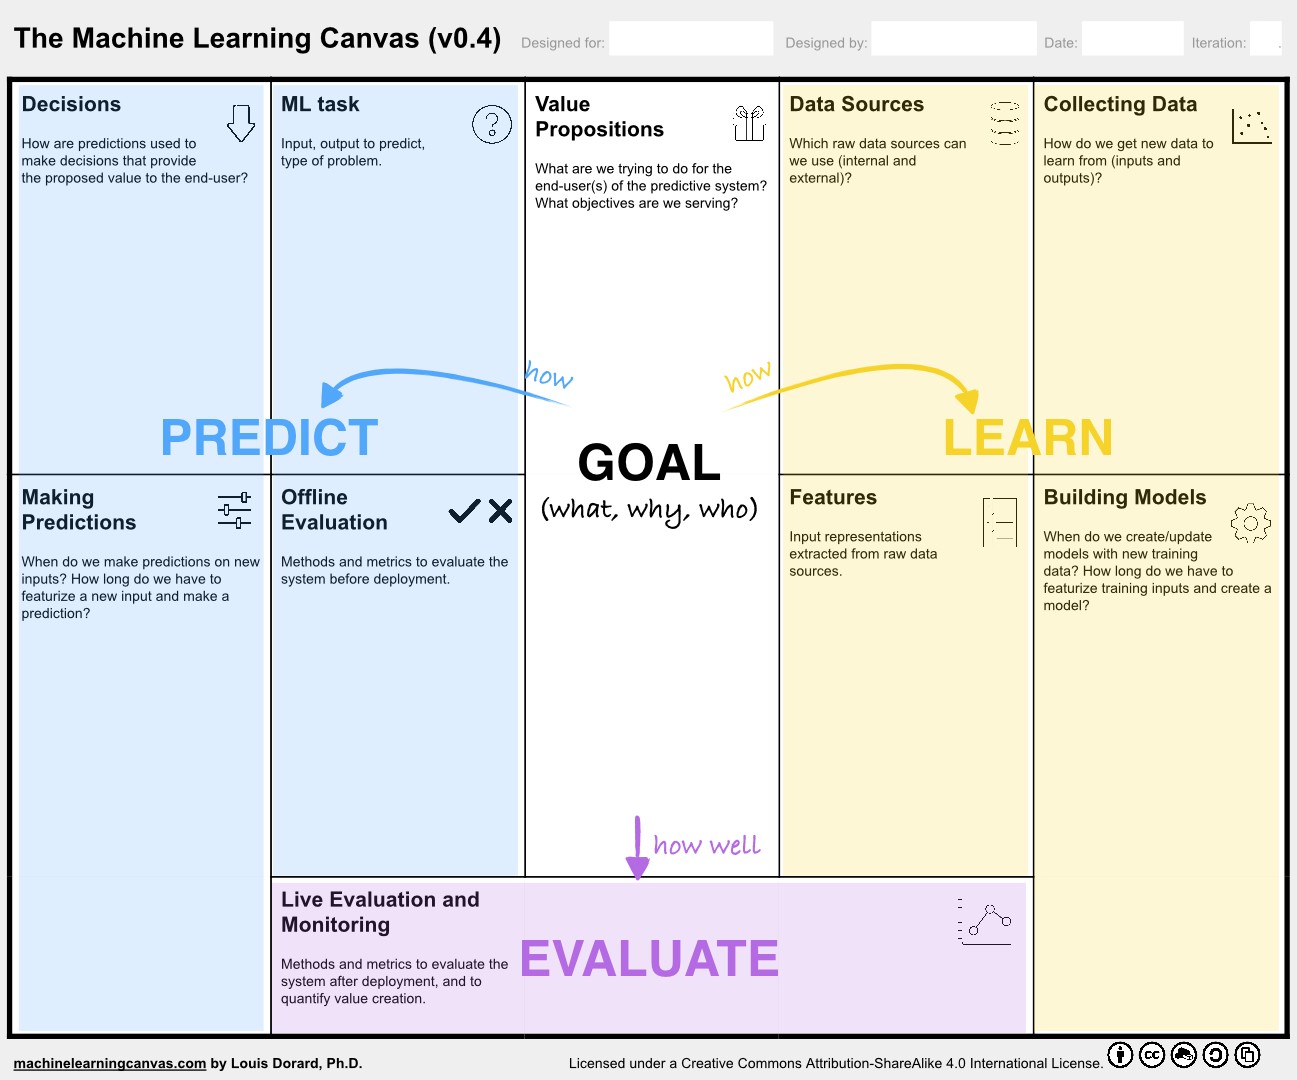 The Machine Learning Canvas (v0.4)
Designed for:
Designed by:
Date:
Iteration:
.
Decisions
How are predictions used to
make decisions that provide
the proposed value to the end-user?
ML task
Input, output to predict,
type of problem.
Value
Propositions
What are we trying to do for the
end-user(s) of the predictive system?
What objectives are we serving?
Data Sources
Which raw data sources can
we use (internal and
external)?
Collecting Data
How do we get new data to
learn from (inputs and
outputs)?
how
how
PREDICT
GOAL
(what, why, who)
LEARN
Making
Predictions
When do we make predictions on new
inputs? How long do we have to
featurize a new input and make a
prediction?
Offline
Evaluation
Methods and metrics to evaluate the
system before deployment.
Features
Input representations
extracted from raw data
sources.
Building Models
When do we create/update
models with new training
data? How long do we have to
featurize training inputs and create a
model?
how well
Live Evaluation and
Monitoring
Methods and metrics to evaluate the
system after deployment, and to
quantify value creation.
EVALUATE
machinelearningcanvas.com by Louis Dorard, Ph.D.
Licensed under a Creative Commons Attribution-ShareAlike 4.0 International License.
cc